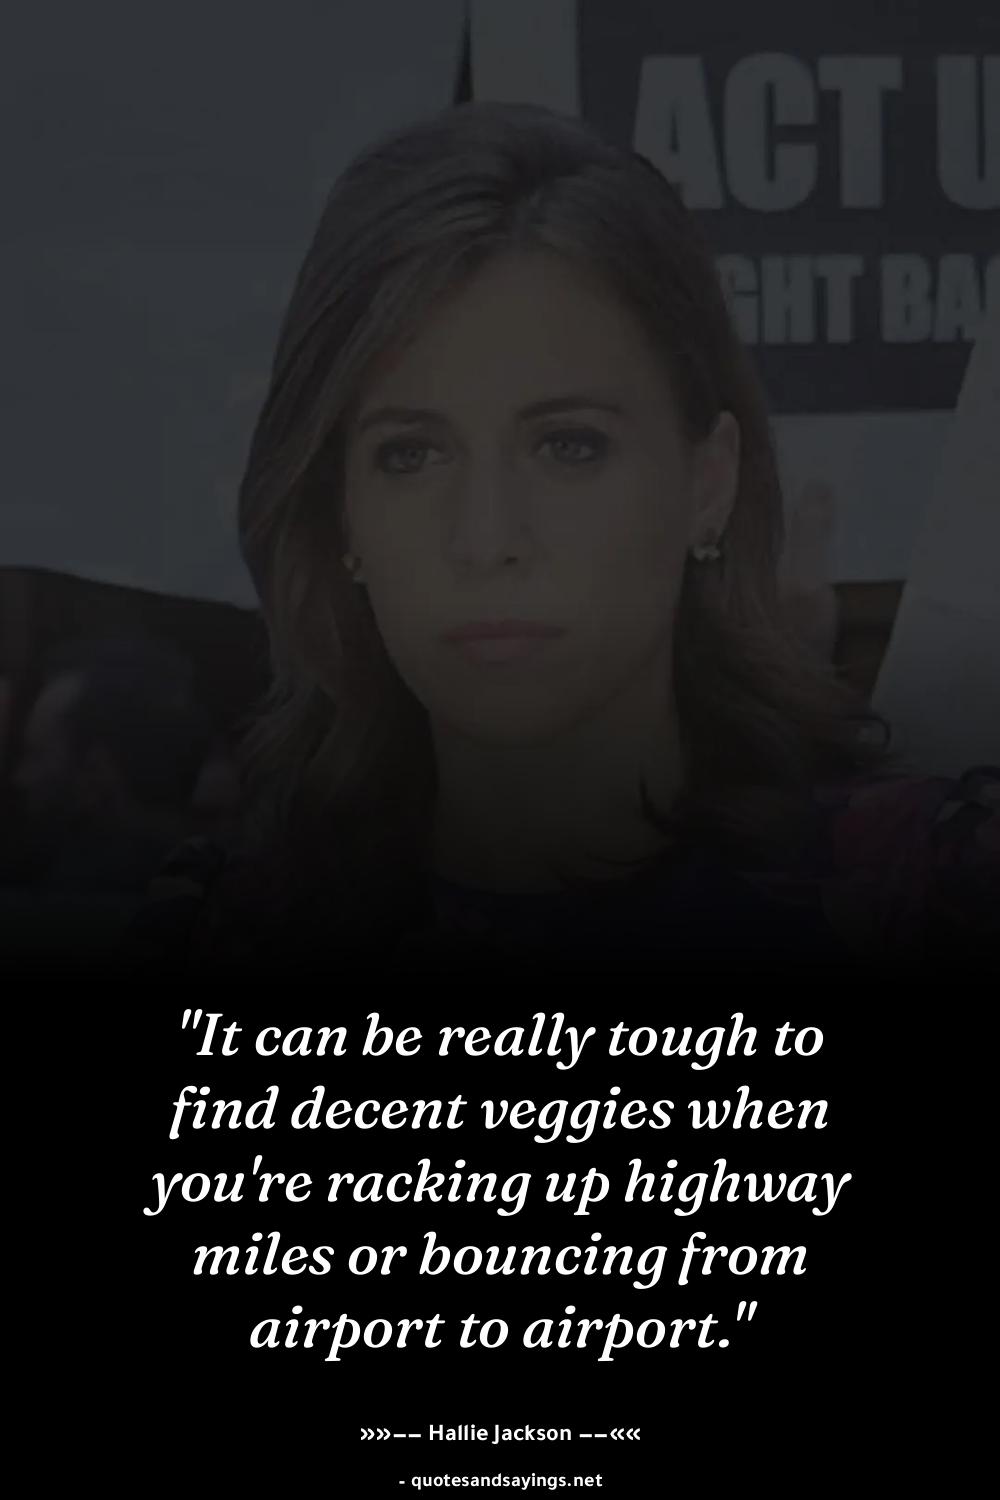 ACT U
GHT BAC
"It can be really tough to
find decent veggies when
you're racking up highway
miles or bouncing from
airport to airport."
»»–– Hallie Jackson ––««
- quotesandsayings.net